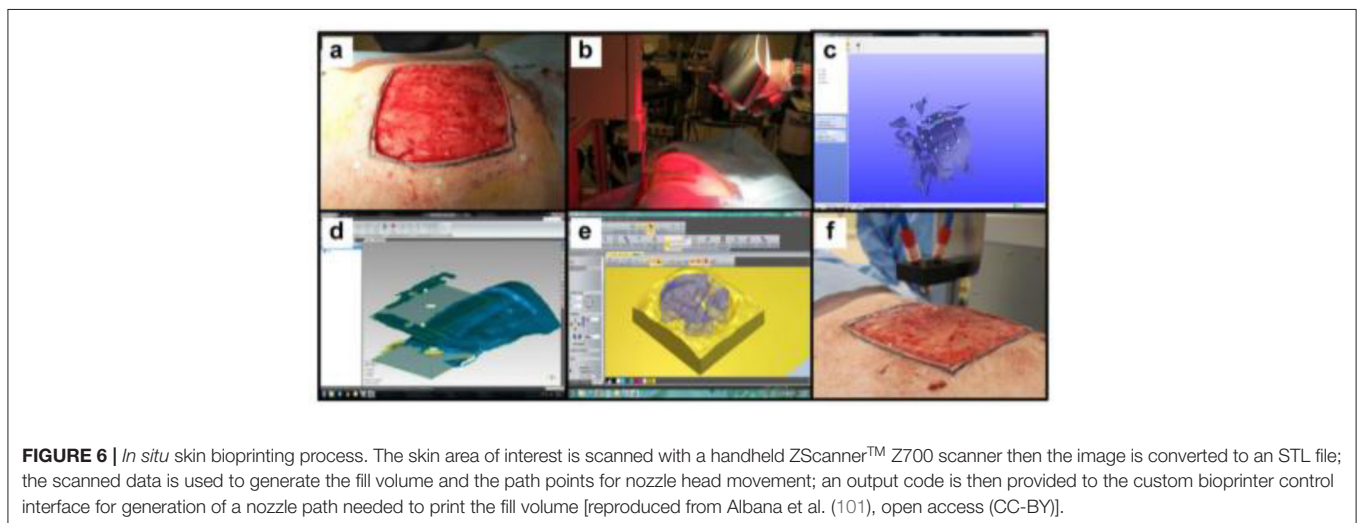 a
b
c
d
e
f
FIGURE 6 | In situ skin bioprinting process. The skin area of interest is scanned with a handheld ZScanner™ Z700 scanner then the image is converted to an STL file;
the scanned data is used to generate the fill volume and the path points for nozzle head movement; an output code is then provided to the custom bioprinter control
interface for generation of a nozzle path needed to print the fill volume [reproduced from Albana et al. (101), open access (CC-BY)].